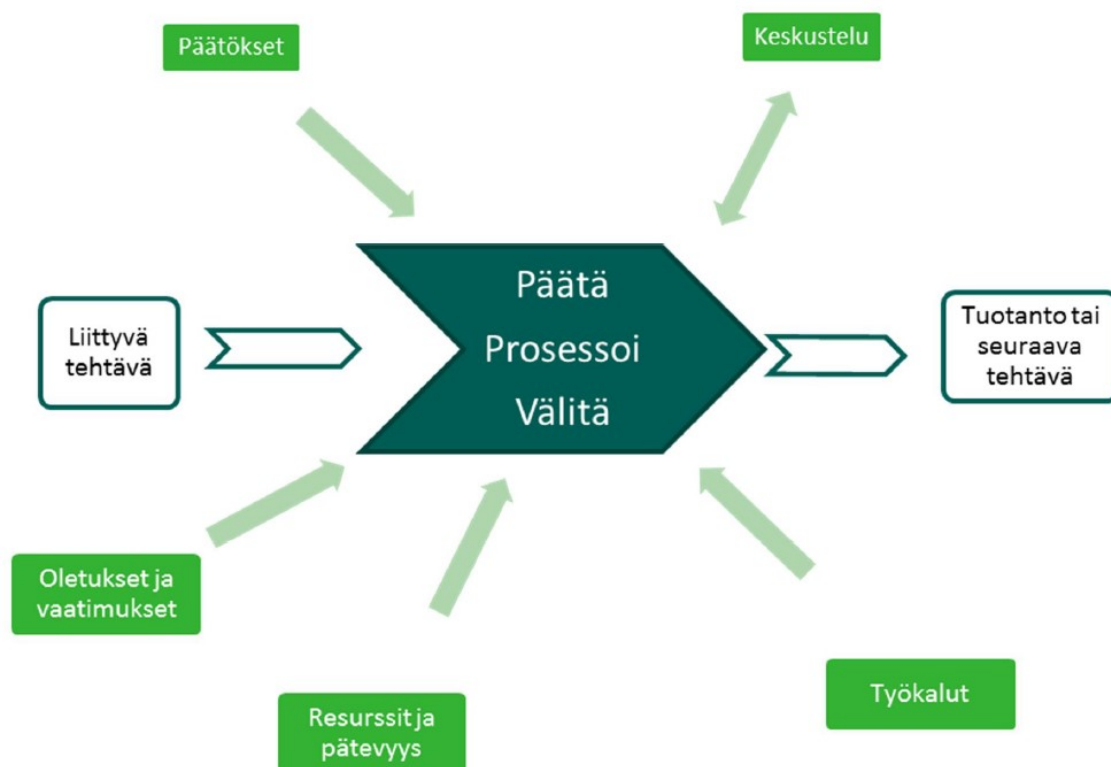 Päätökset
Keskustelu
Päätä
Prosessoi
Välitä
Liittyvä
tehtävä
Tuotanto tai
seuraava
tehtävä
Oletukset ja
vaatimukset
Resurssit ja
pätevyys
Työkalut